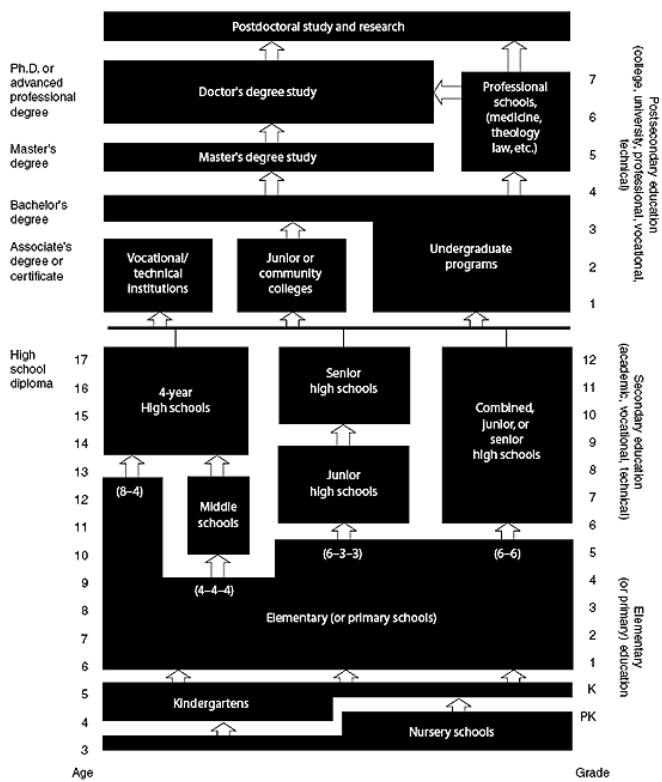 Postdoctoral study and research
Ph.D. or
advanced
professional
degree
Doctor's degree study
Professional
schools,
(medicine,
theology
law, etc.)
7
6
Master's
degree
Master's degree study
5
4
Bachelor's
degree
3
Associate's
degree or
certificate
Vocational/
technical
institutions
Junior or
community
colleges
Undergraduate
programs
2
1
Postsecondary education
(college, university, professional, vocational,
technical)
High
school
diploma
17
16
15
14
13
12
11
10
9
8
7
6
5
4
3
Age
4-year
High schools
Senior
high schools
Combined,
junior, or
senior
high schools
(8–4)
Middle
schools
Junior
high schools
(4–4–4)
(6–3–3)
(6–6)
Elementary (or primary schools)
Kindergartens
Nursery schools
12
11
10
9
8
7
6
5
4
3
2
1
K
PK
Grade
Secondary education
(academic, vocational, technical)
Elementary
(or primary) education